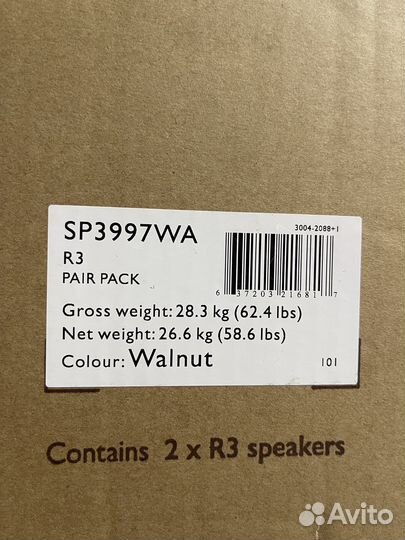 3004-2088+1
SP3997WA
R3
PAIR PACK
6 37203 21681 7
Gross weight: 28.3 kg (62.4 lbs)
Net weight: 26.6 kg (58.6 lbs)
Colour: Walnut 101
Contains 2 x R3 speakers
Avito